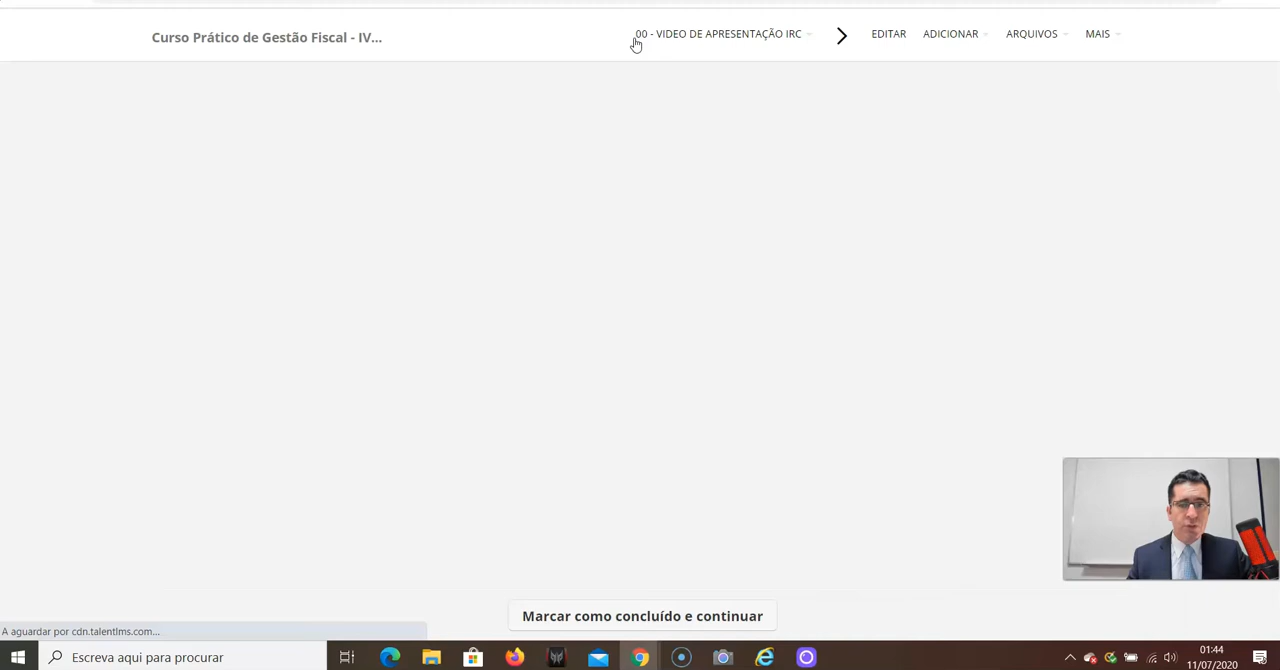 Curso Prático de Gestão Fiscal - IV...
00 - VIDEO DE APRESENTAÇÃO IRC
EDITAR
ADICIONAR
ARQUIVOS
MAIS
Marcar como concluído e continuar
A aguardar por cdn.talentlms.com...
Escreva aqui para procurar
01:44
11/07/2020